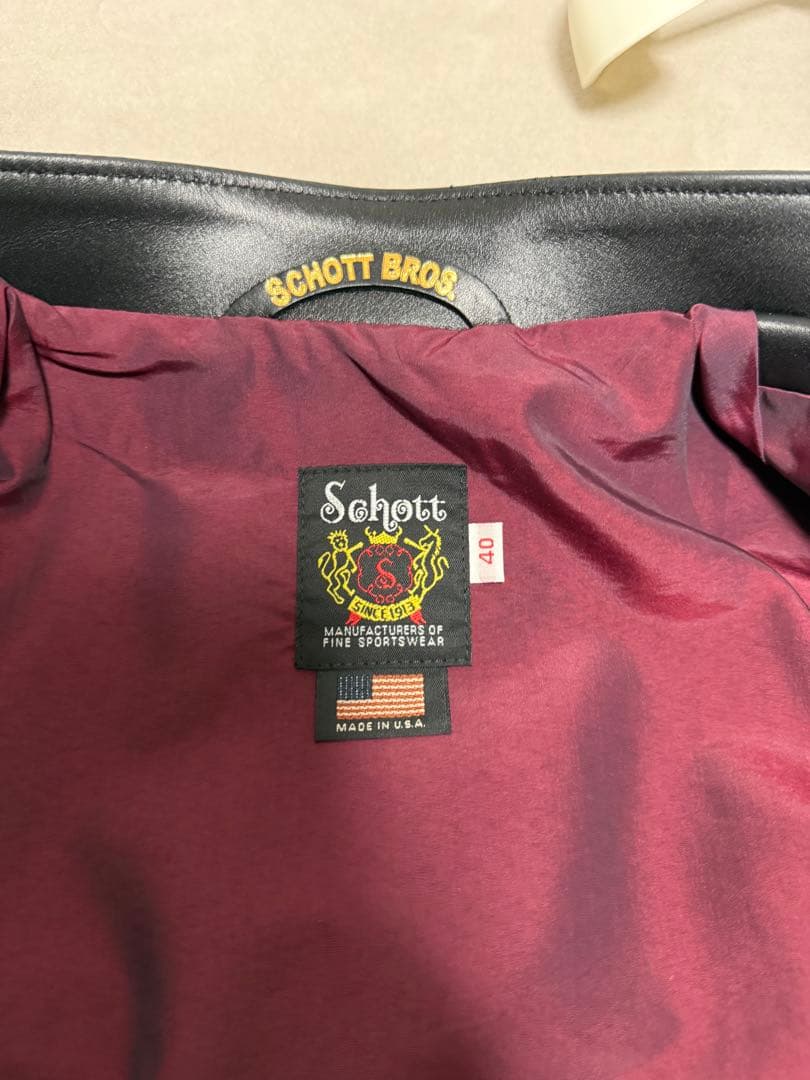 SCHOTT BROS.
Schott
40
S
SINCE 1913
MANUFACTURERS OF
FINE SPORTSWEAR
MADE IN U.S.A.